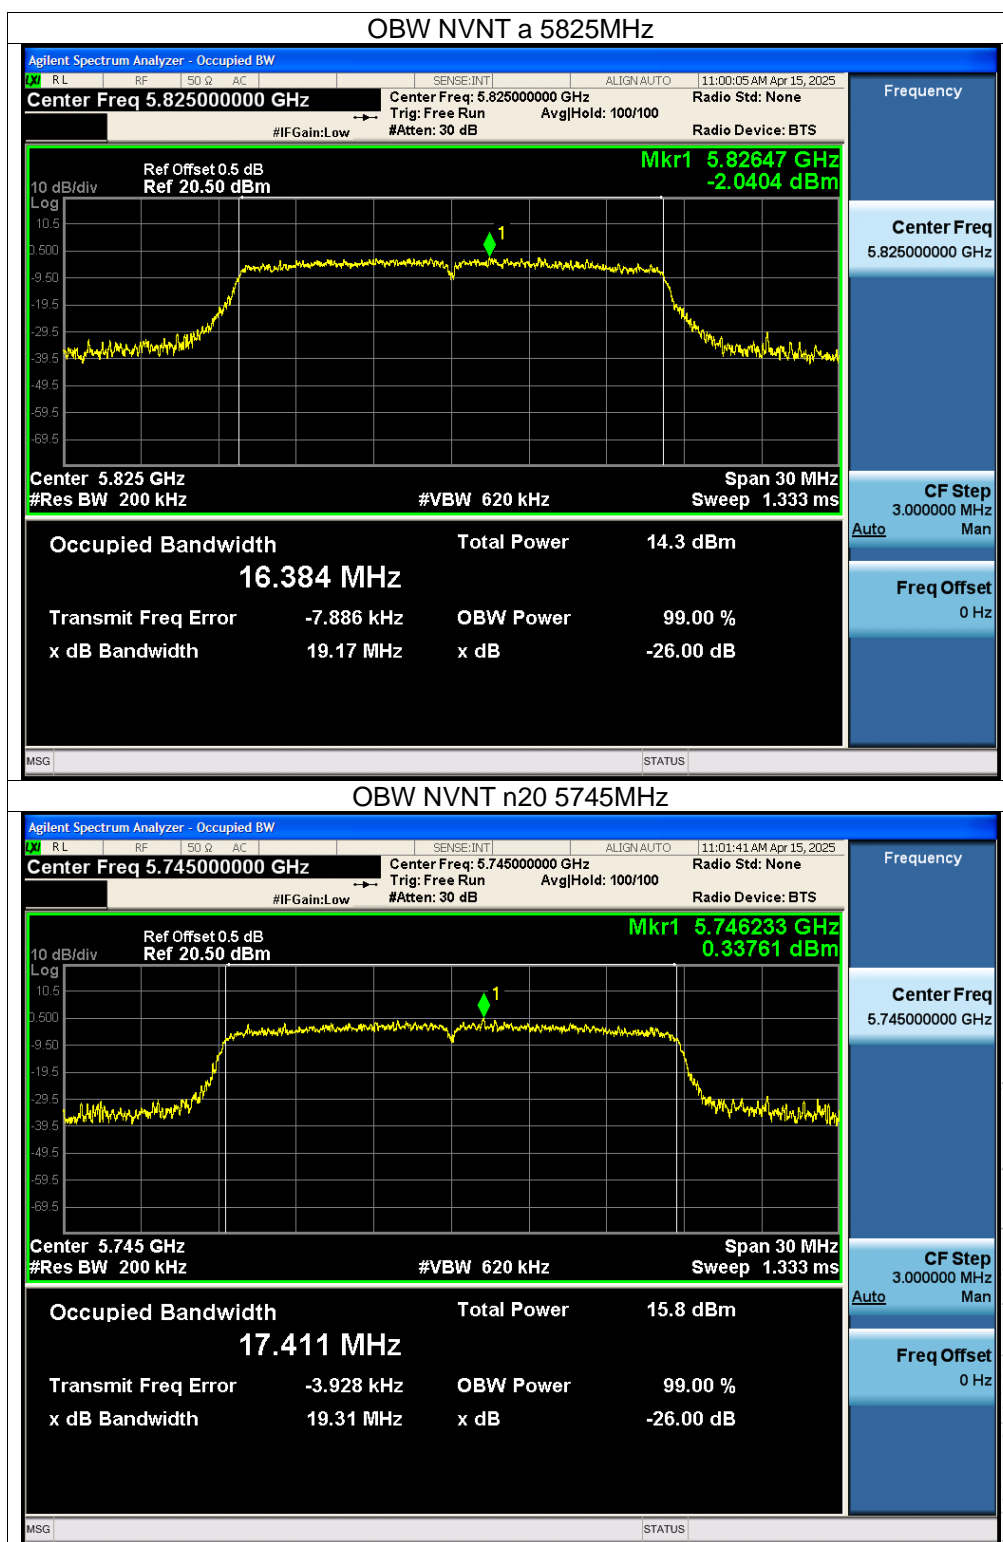 OBW NVNT a 5825MHz
Agilent Spectrum Analyzer - Occupied BW
LXI RL RF 50 Ω AC SENSE:INT ALIGN AUTO 11:00:05 AM Apr 15, 2025
Center Freq 5.825000000 GHz Center Freq: 5.825000000 GHz Radio Std: None Frequency
Trig: Free Run Avg|Hold: 100/100
#IFGain:Low #Atten: 30 dB Radio Device: BTS
Mkr1 5.82647 GHz
Ref Offset 0.5 dB
10 dB/div Ref 20.50 dBm -2.0404 dBm
Log
10.5
0.500
-9.50
-19.5
-29.5
-39.5
-49.5
-59.5
-69.5
1
Center Freq
5.825000000 GHz
Center 5.825 GHz Span 30 MHz
#Res BW 200 kHz #VBW 620 kHz Sweep 1.333 ms
CF Step
3.000000 MHz
Auto Man
Occupied Bandwidth Total Power 14.3 dBm
16.384 MHz
Freq Offset
0 Hz
Transmit Freq Error -7.886 kHz OBW Power 99.00 %
x dB Bandwidth 19.17 MHz x dB -26.00 dB
MSG STATUS
OBW NVNT n20 5745MHz
Agilent Spectrum Analyzer - Occupied BW
LXI RL RF 50 Ω AC SENSE:INT ALIGN AUTO 11:01:41 AM Apr 15, 2025
Center Freq 5.745000000 GHz Center Freq: 5.745000000 GHz Radio Std: None Frequency
Trig: Free Run Avg|Hold: 100/100
#IFGain:Low #Atten: 30 dB Radio Device: BTS
Mkr1 5.746233 GHz
Ref Offset 0.5 dB
10 dB/div Ref 20.50 dBm 0.33761 dBm
Log
10.5
0.500
-9.50
-19.5
-29.5
-39.5
-49.5
-59.5
-69.5
1
Center Freq
5.745000000 GHz
Center 5.745 GHz Span 30 MHz
#Res BW 200 kHz #VBW 620 kHz Sweep 1.333 ms
CF Step
3.000000 MHz
Auto Man
Occupied Bandwidth Total Power 15.8 dBm
17.411 MHz
Freq Offset
0 Hz
Transmit Freq Error -3.928 kHz OBW Power 99.00 %
x dB Bandwidth 19.31 MHz x dB -26.00 dB
MSG STATUS